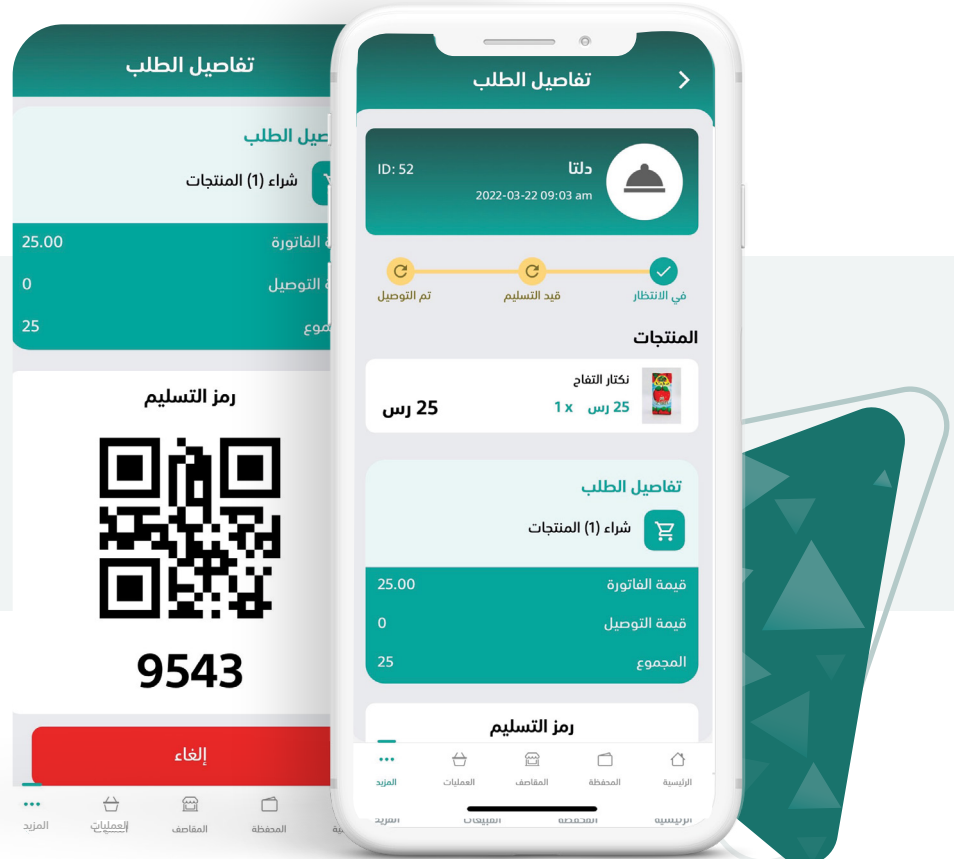 تفاصيل الطلب
دلتا
ID: 52
2022-03-22 09:03 am
في الانتظار
قيد التسليم
تم التوصيل
المنتجات
نكتار التفاح
25 رس x 1
25 رس
تفاصيل الطلب
شراء (1) المنتجات
قيمة الفاتورة 25.00
قيمة التوصيل 0
المجموع 25
رمز التسليم
الرئيسية
المحفظة
المقاصف
العمليات
المزيد
تفاصيل الطلب
صيل الطلب
شراء (1) المنتجات
الفاتورة 25.00
التوصيل 0
موع 25
رمز التسليم
9543
إلغاء
المحفظة
المقاصف
العمليات
المزيد